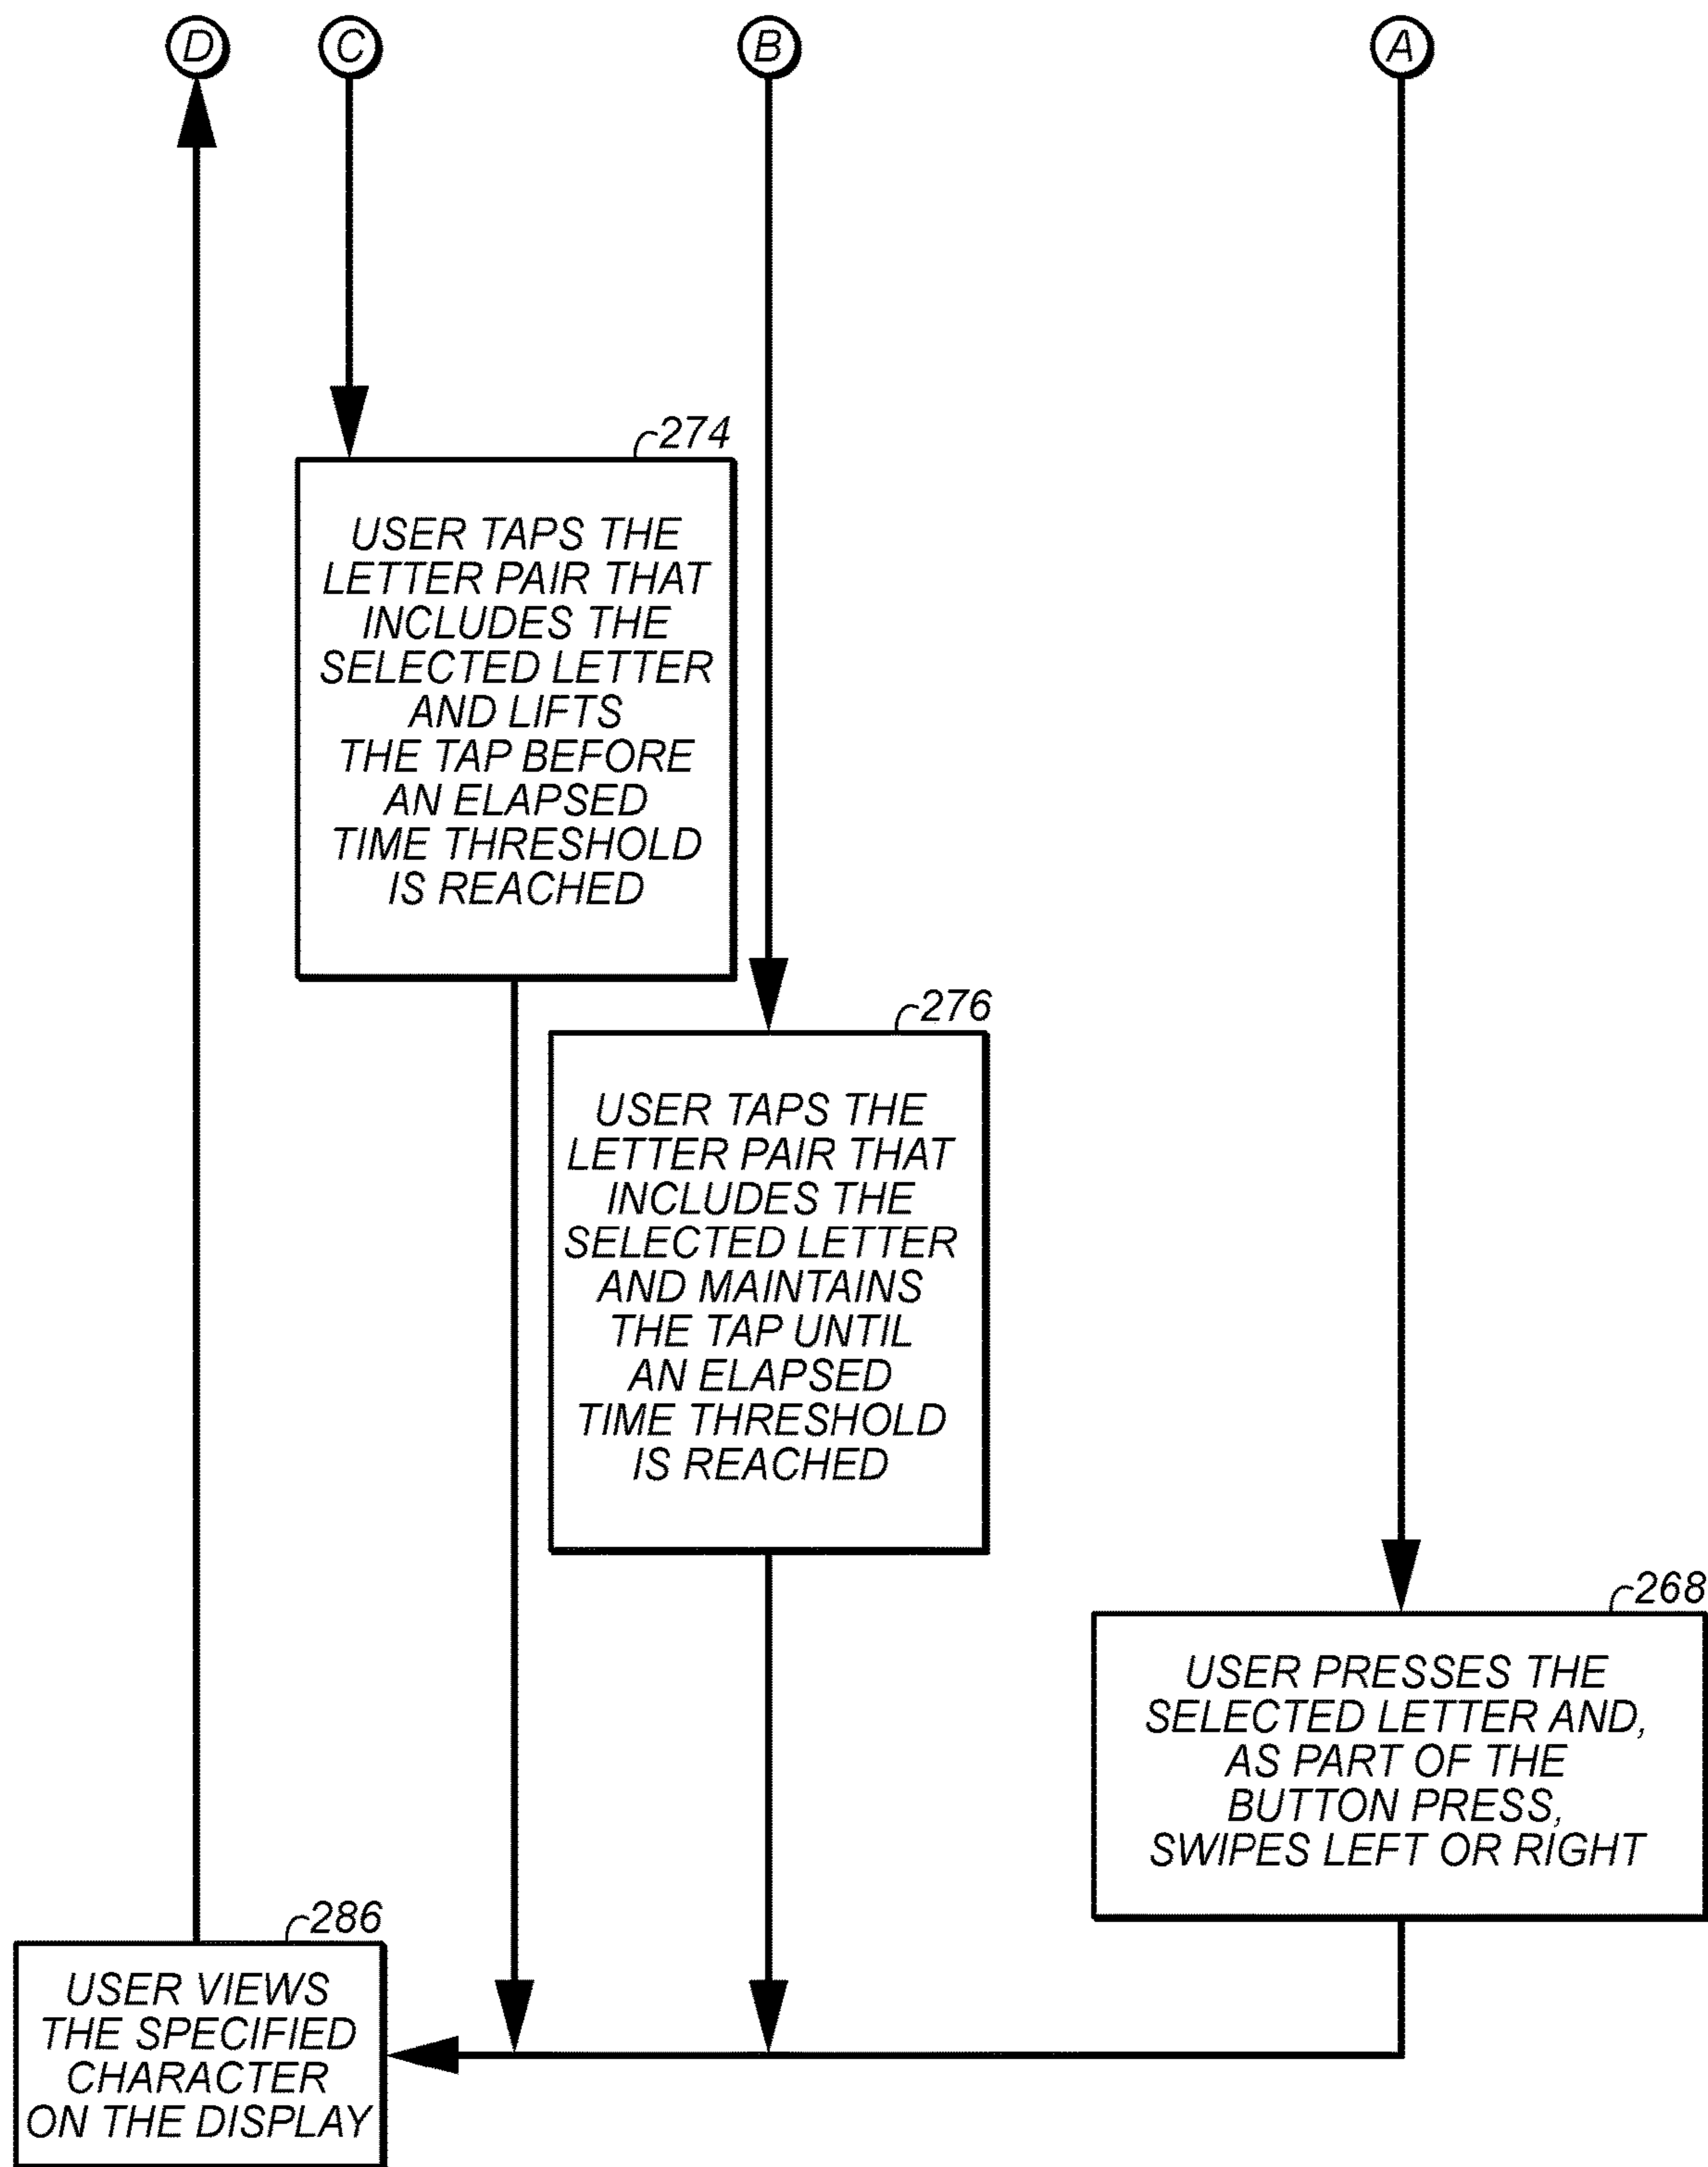 D
C
B
A
274
USER TAPS THE
LETTER PAIR THAT
INCLUDES THE
SELECTED LETTER
AND LIFTS
THE TAP BEFORE
AN ELAPSED
TIME THRESHOLD
IS REACHED
276
USER TAPS THE
LETTER PAIR THAT
INCLUDES THE
SELECTED LETTER
AND MAINTAINS
THE TAP UNTIL
AN ELAPSED
TIME THRESHOLD
IS REACHED
268
USER PRESSES THE
SELECTED LETTER AND,
AS PART OF THE
BUTTON PRESS,
SWIPES LEFT OR RIGHT
286
USER VIEWS
THE SPECIFIED
CHARACTER
ON THE DISPLAY